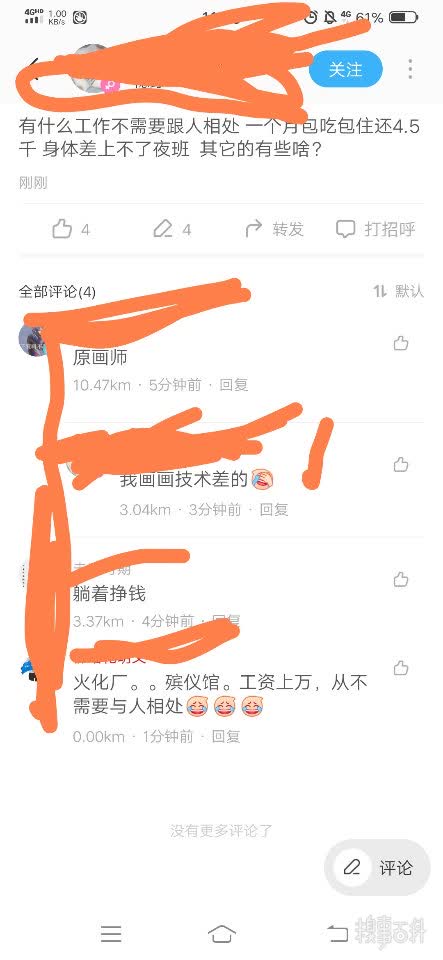 4GHD 1.00 KB/s 4G 61%
关注
有什么工作不需要跟人相处 一个月包吃包住还4.5
千 身体差上不了夜班 其它的有些啥?
刚刚
4 4 转发 打招呼
全部评论(4) 默认
原画师
10.47km · 5分钟前 · 回复
我画画技术差的
3.04km · 3分钟前 · 回复
躺着挣钱
3.37km · 4分钟前 · 回复
火化厂。。殡仪馆。工资上万，从不
需要与人相处
0.00km · 1分钟前 · 回复
没有更多评论了
评论
糗事百科